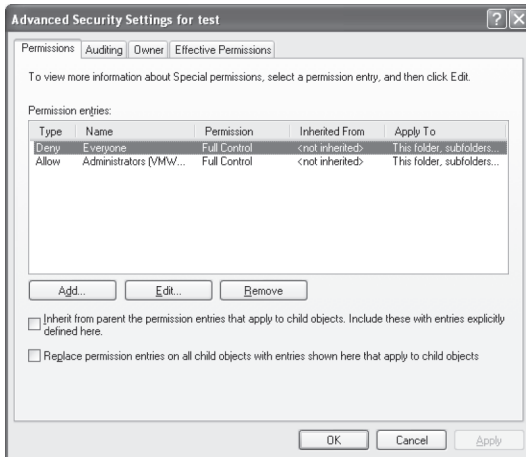 Advanced Security Settings for test
Permissions Auditing Owner Effective Permissions
To view more information about Special permissions, select a permission entry, and then click Edit.
Permission entries:
Type Name Permission Inherited From Apply To
Deny Everyone Full Control <not inherited> This folder, subfolders...
Allow Administrators (VMW... Full Control <not inherited> This folder, subfolders...
Add... Edit... Remove
Inherit from parent the permission entries that apply to child objects. Include these with entries explicitly
defined here.
Replace permission entries on all child objects with entries shown here that apply to child objects
OK Cancel Apply